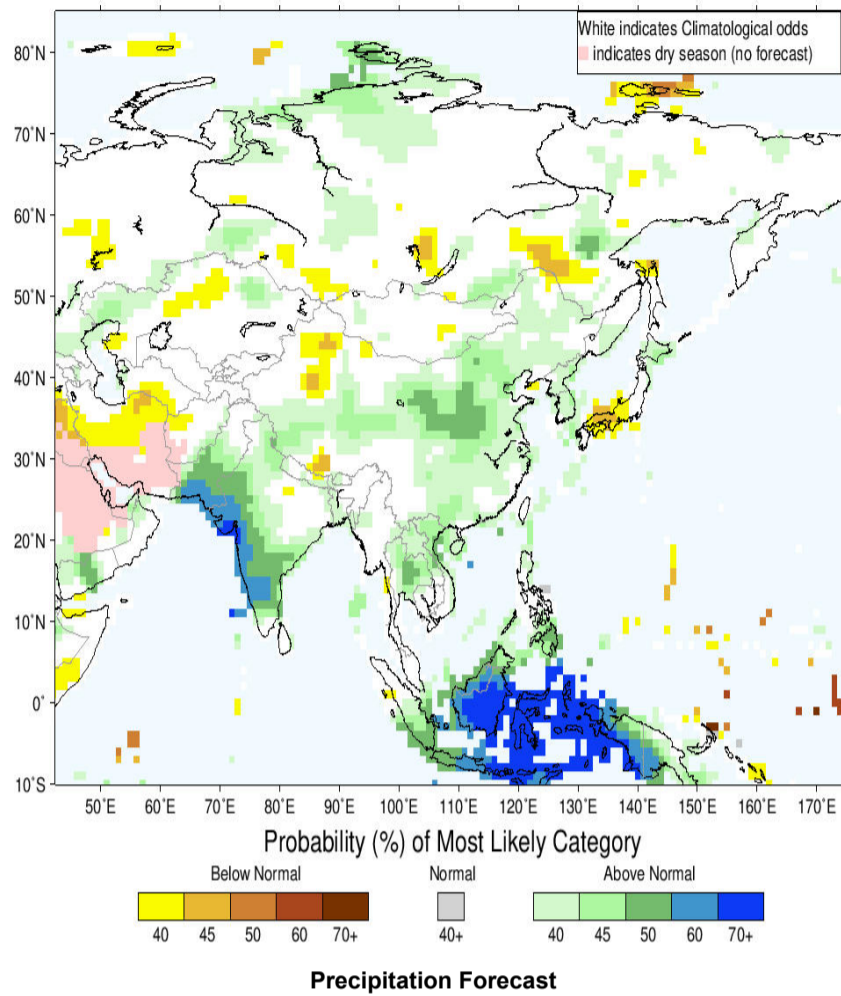 White indicates Climatological odds
indicates dry season (no forecast)
85°N
80°N
70°N
60°N
50°N
40°N
30°N
20°N
10°N
0°
10°S
50°E 60°E 70°E 80°E 90°E 100°E 110°E 120°E 130°E 140°E 150°E 160°E 170°E
Probability (%) of Most Likely Category
Below Normal Normal Above Normal
40 45 50 60 70+ 40+ 40 45 50 60 70+
Precipitation Forecast